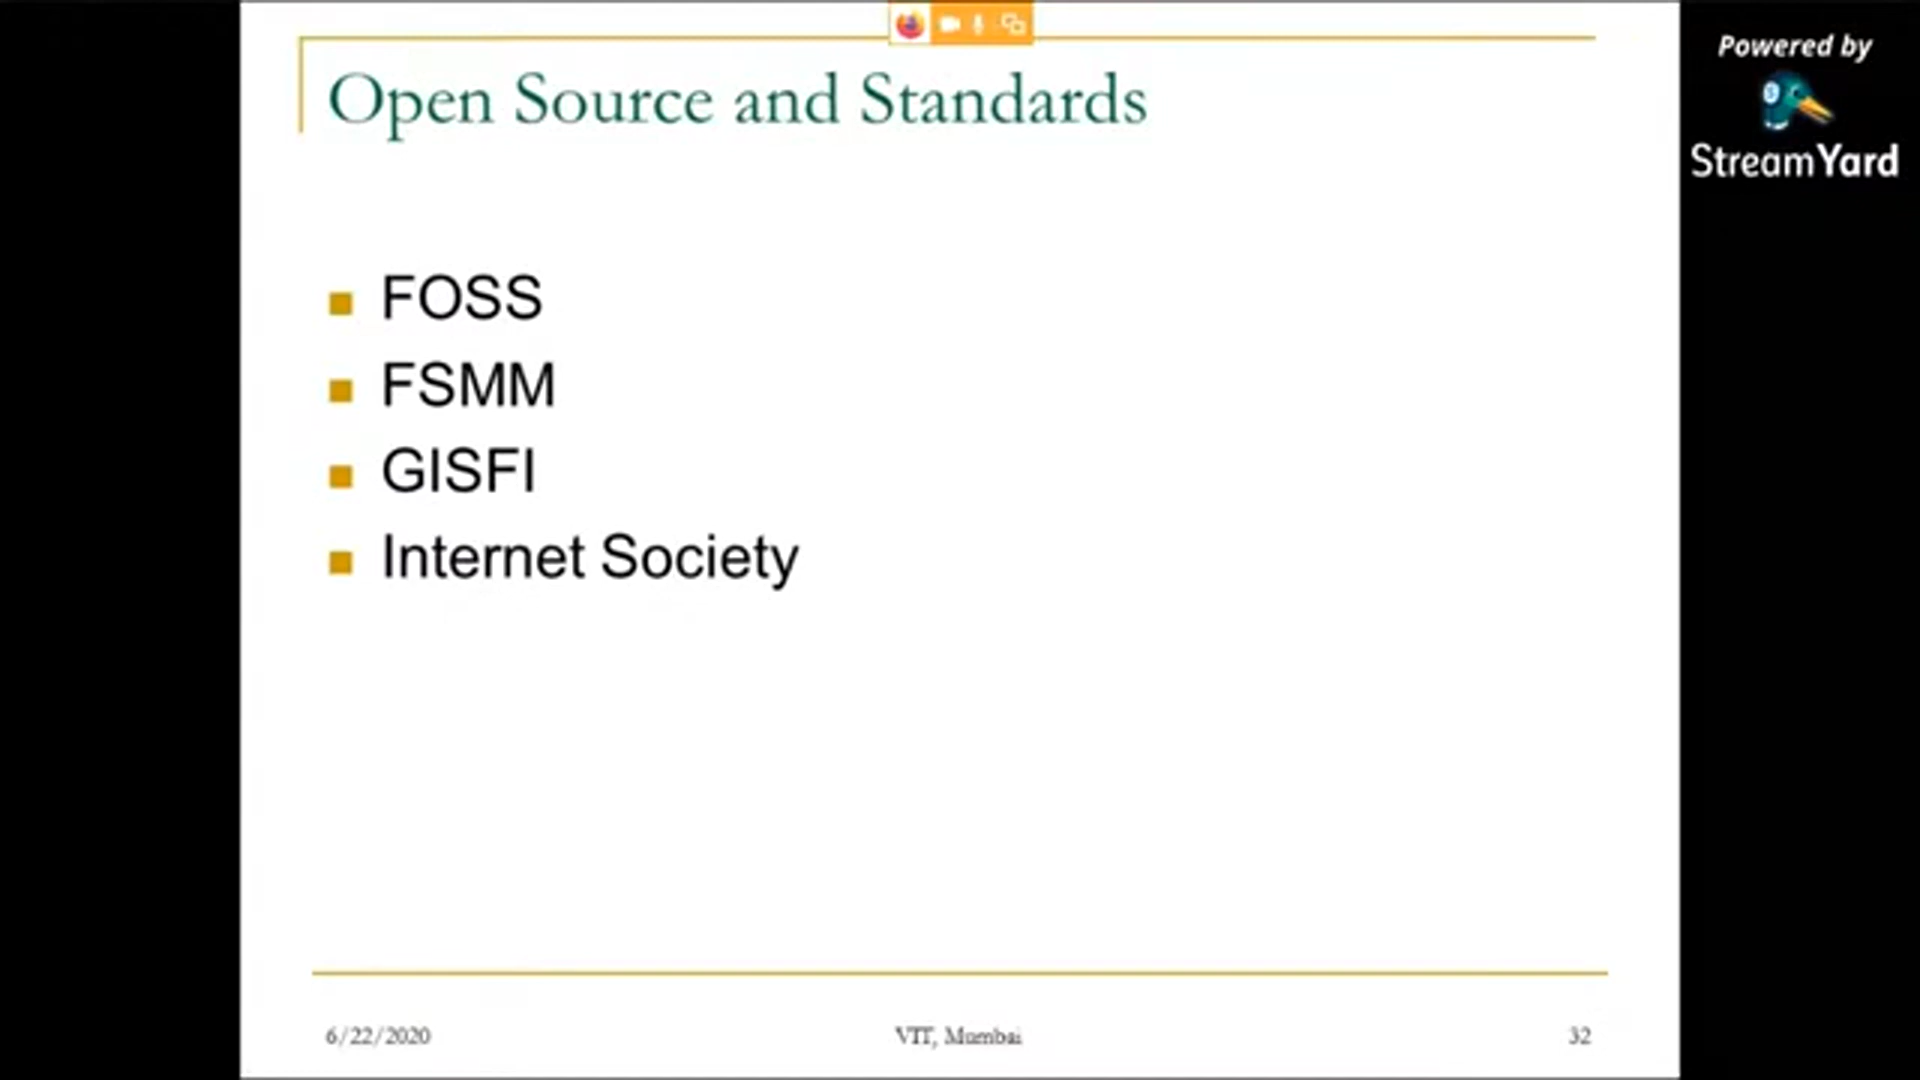 Open Source and Standards
Powered by
StreamYard
FOSS
FSMM
GISFI
Internet Society
6/22/2020
VIT, Mumbai
32